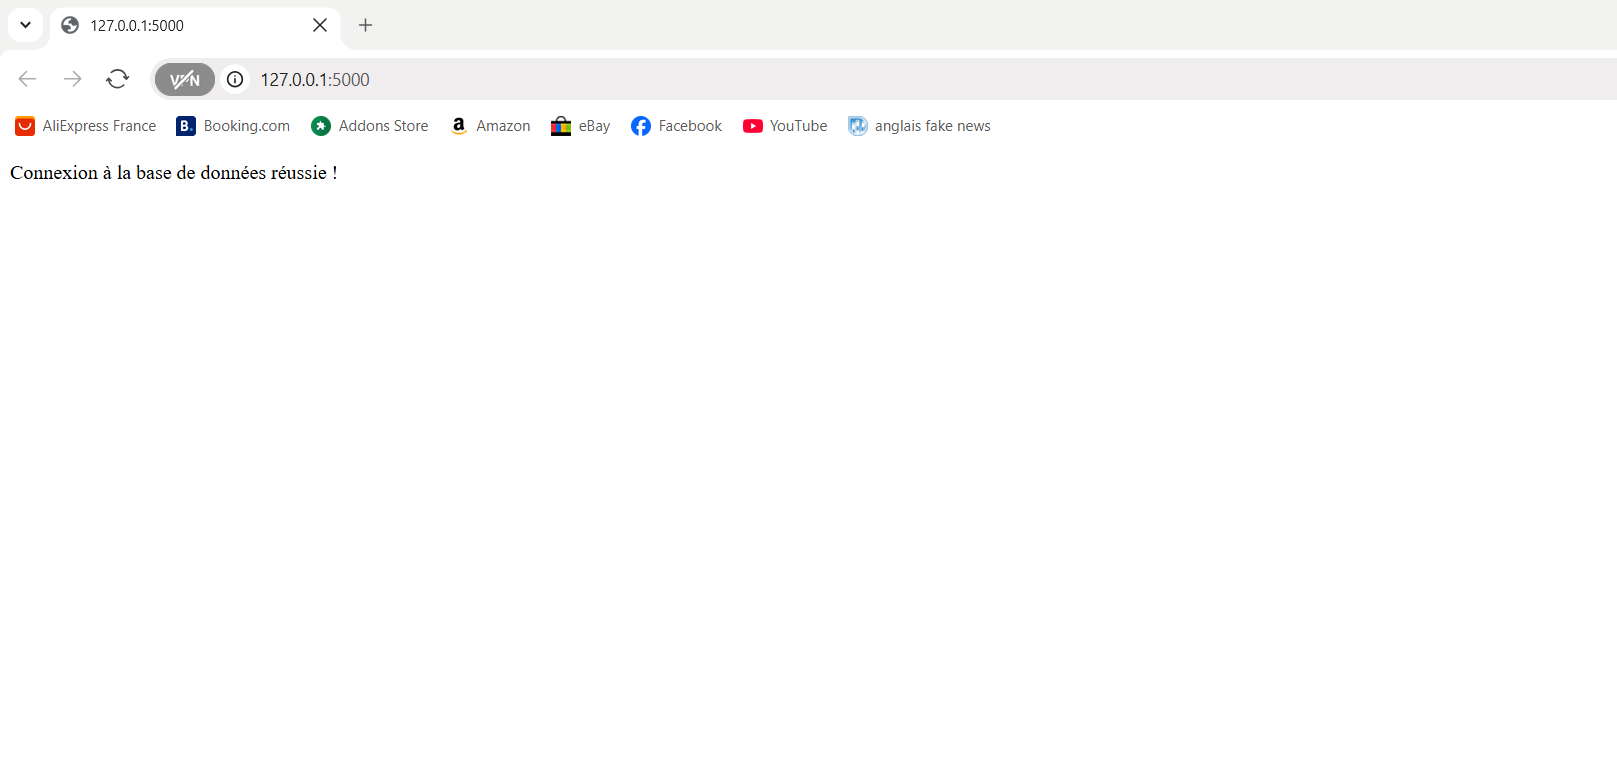 127.0.0.1:5000
VPN 127.0.0.1:5000
AliExpress France B. Booking.com Addons Store a Amazon eBay Facebook YouTube anglais fake news
Connexion à la base de données réussie !